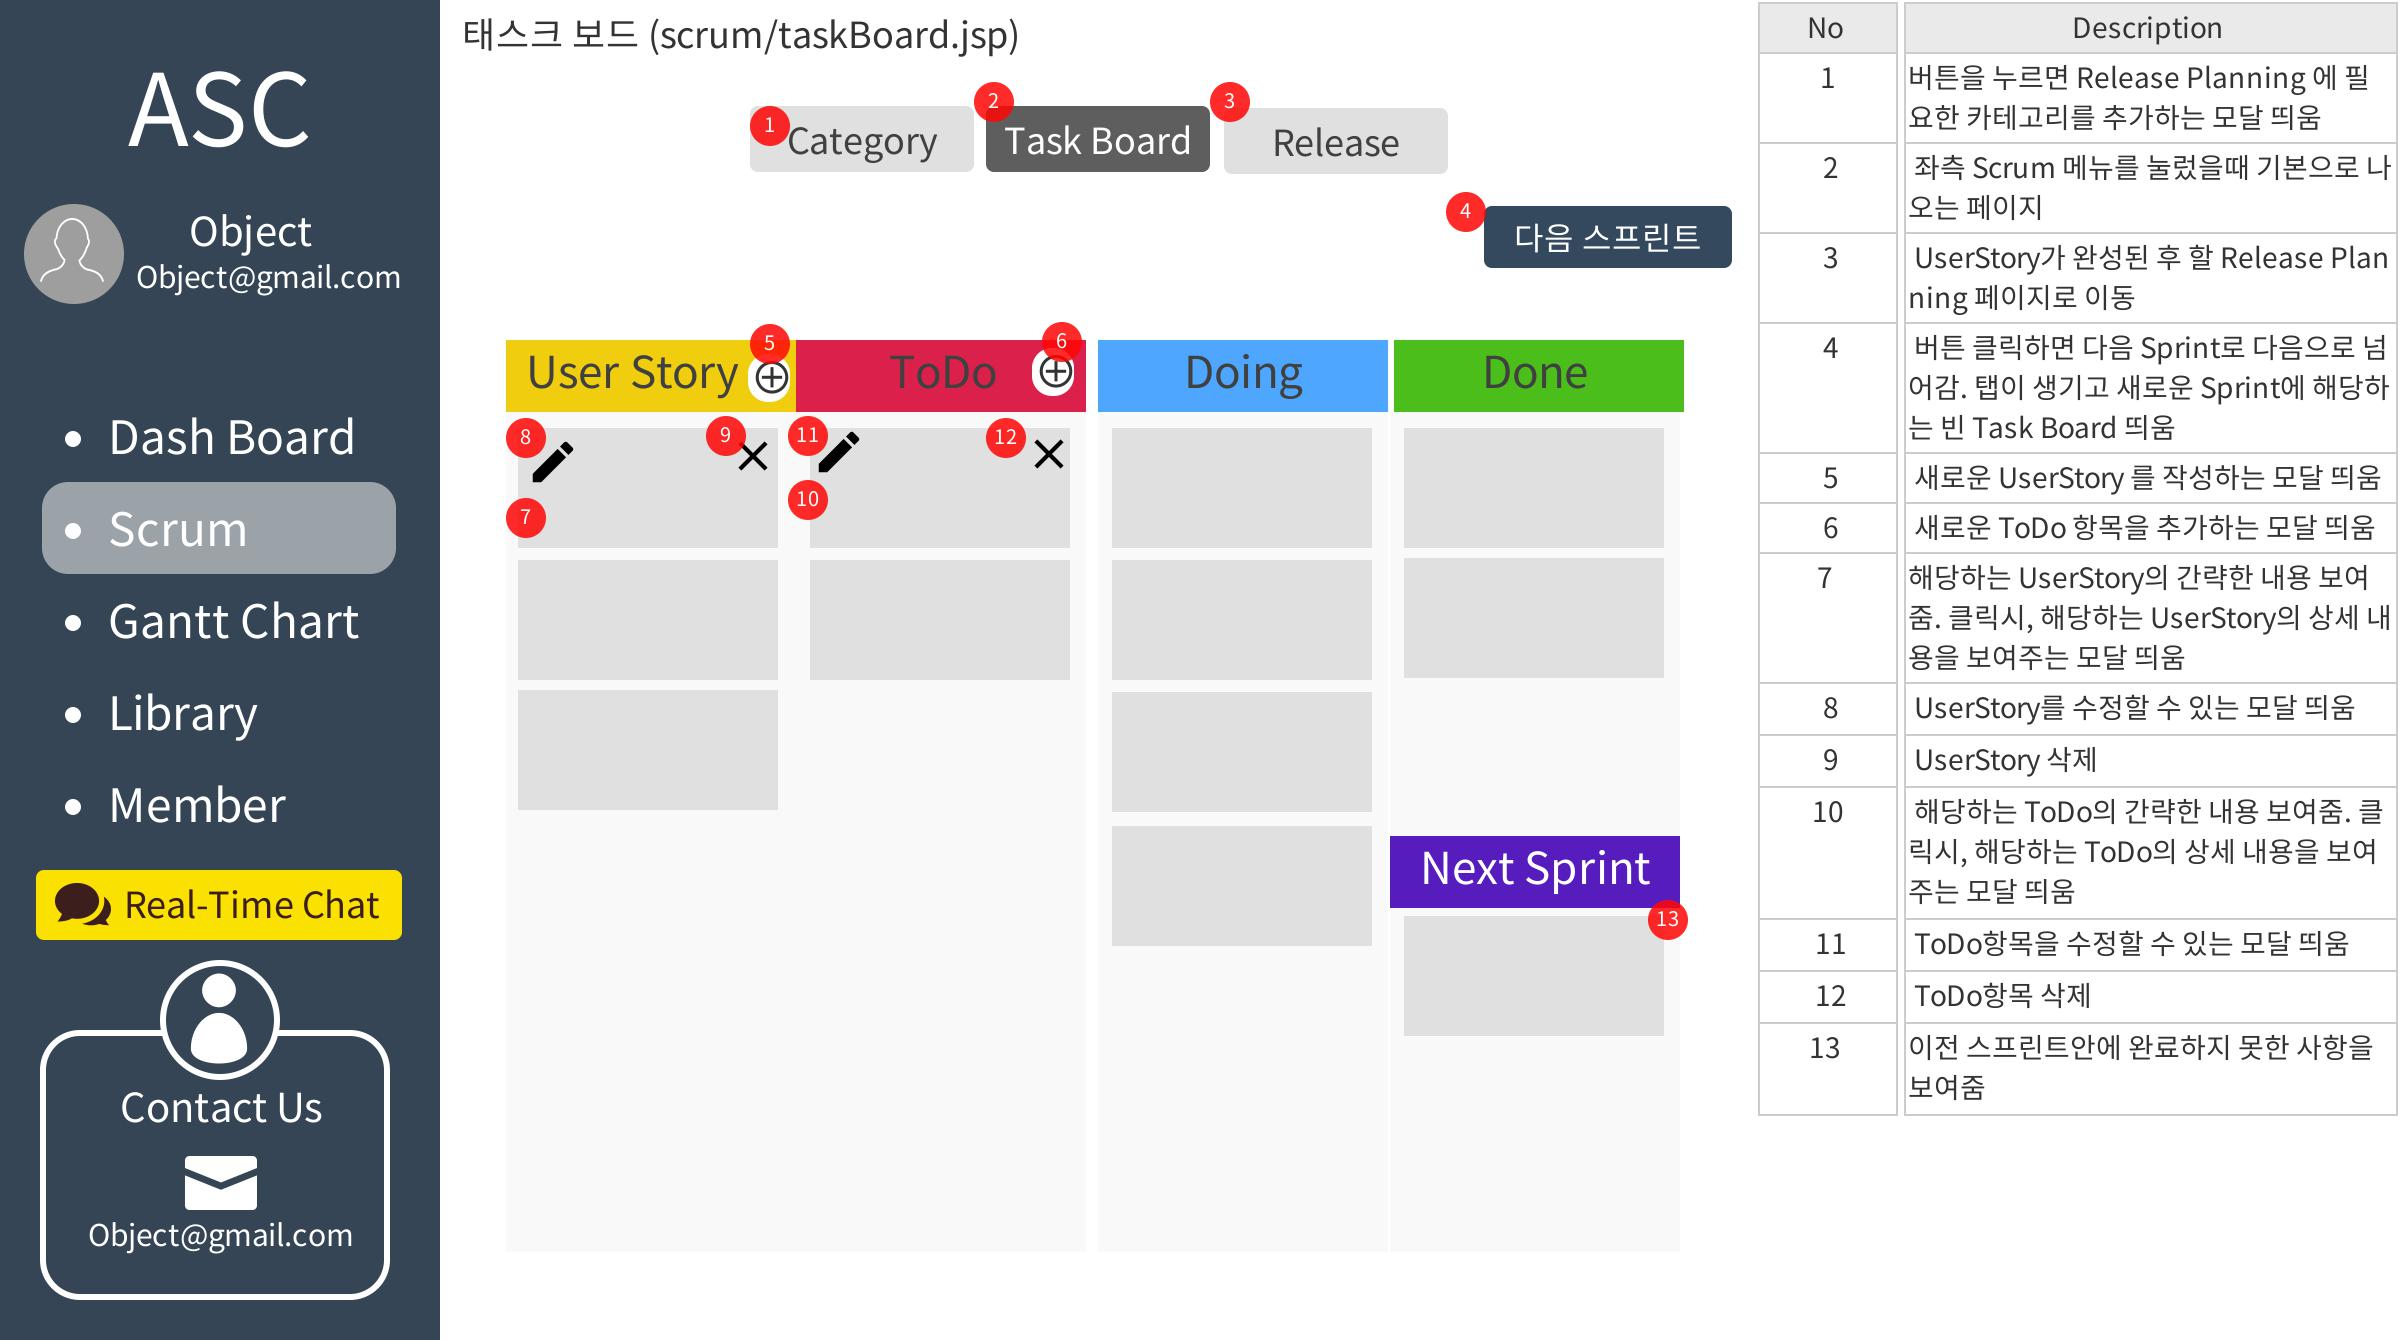 ASC
Object
Object@gmail.com
Dash Board
Scrum
Gantt Chart
Library
Member
Real-Time Chat
Contact Us
Object@gmail.com
태스크 보드 (scrum/taskBoard.jsp)
1
Category
2
Task Board
3
Release
4
다음 스프린트
User Story
5
ToDo
6
Doing
Done
8
9
11
12
7
10
Next Sprint
13
No
Description
1
버튼을 누르면 Release Planning 에 필
요한 카테고리를 추가하는 모달 띄움
2
좌측 Scrum 메뉴를 눌렀을때 기본으로 나
오는 페이지
3
UserStory가 완성된 후 할 Release Plan
ning 페이지로 이동
4
버튼 클릭하면 다음 Sprint로 다음으로 넘
어감. 탭이 생기고 새로운 Sprint에 해당하
는 빈 Task Board 띄움
5
새로운 UserStory 를 작성하는 모달 띄움
6
새로운 ToDo 항목을 추가하는 모달 띄움
7
해당하는 UserStory의 간략한 내용 보여
줌. 클릭시, 해당하는 UserStory의 상세 내
용을 보여주는 모달 띄움
8
UserStory를 수정할 수 있는 모달 띄움
9
UserStory 삭제
10
해당하는 ToDo의 간략한 내용 보여줌. 클
릭시, 해당하는 ToDo의 상세 내용을 보여
주는 모달 띄움
11
ToDo항목을 수정할 수 있는 모달 띄움
12
ToDo항목 삭제
13
이전 스프린트안에 완료하지 못한 사항을
보여줌